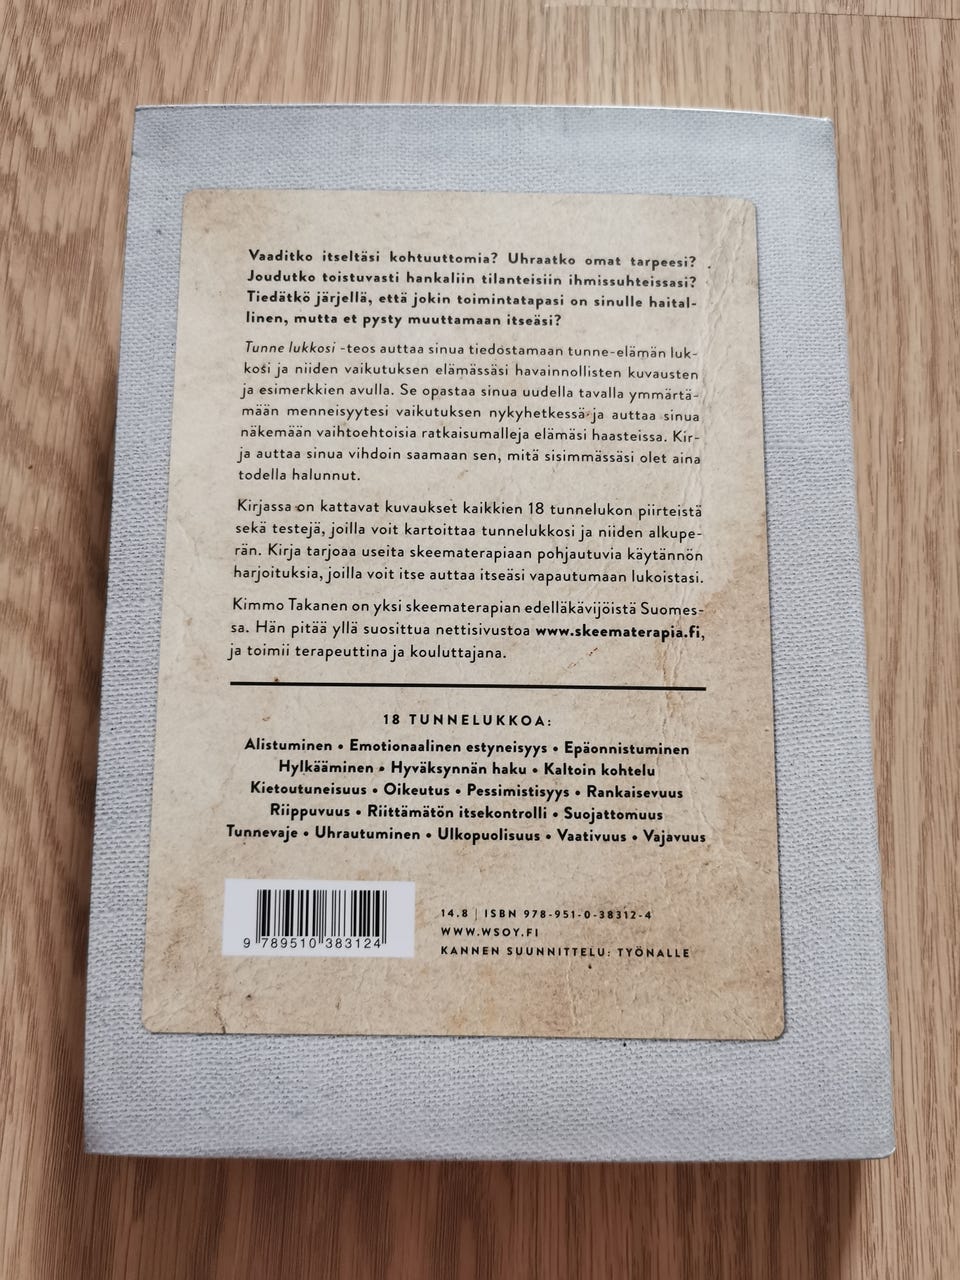 Vaaditko itseltäsi kohtuuttomia? Uhraatko omat tarpeesi?
Joudutko toistuvasti hankaliin tilanteisiin ihmissuhteissasi?
Tiedätkö järjellä, että jokin toimintatapasi on sinulle haital-
linen, mutta et pysty muuttamaan itseäsi?
Tunne lukkosi -teos auttaa sinua tiedostamaan tunne-elämän luk-
kosi ja niiden vaikutuksen elämässäsi havainnollisten kuvausten
ja esimerkkien avulla. Se opastaa sinua uudella tavalla ymmärtä-
mään menneisyytesi vaikutuksen nykyhetkessä ja auttaa sinua
näkemään vaihtoehtoisia ratkaisumalleja elämäsi haasteissa. Kir-
ja auttaa sinua vihdoin saamaan sen, mitä sisimmässäsi olet aina
todella halunnut.
Kirjassa on kattavat kuvaukset kaikkien 18 tunnelukon piirteistä
sekä testejä, joilla voit kartoittaa tunnelukkosi ja niiden alkupe-
rän. Kirja tarjoaa useita skeematerapiaan pohjautuvia käytännön
harjoituksia, joilla voit itse auttaa itseäsi vapautumaan lukoistasi.
Kimmo Takanen on yksi skeematerapian edelläkävijöistä Suomes-
sa. Hän pitää yllä suosittua nettisivustoa www.skeematerapia.fi,
ja toimii terapeuttina ja kouluttajana.
18 TUNNELUKKOA:
Alistuminen • Emotionaalinen estyneisyys • Epäonnistuminen
Hylkääminen • Hyväksynnän haku • Kaltoin kohtelu
Kietoutuneisuus • Oikeutus • Pessimistisyys • Rankaisevuus
Riippuvuus • Riittämätön itsekontrolli • Suojattomuus
Tunnevaje • Uhrautuminen • Ulkopuolisuus • Vaativuus • Vajavuus
9 789510 383124
14.8 | ISBN 978-951-0-38312-4
WWW.WSOY.FI
KANNEN SUUNNITTELU: TYÖNALLE